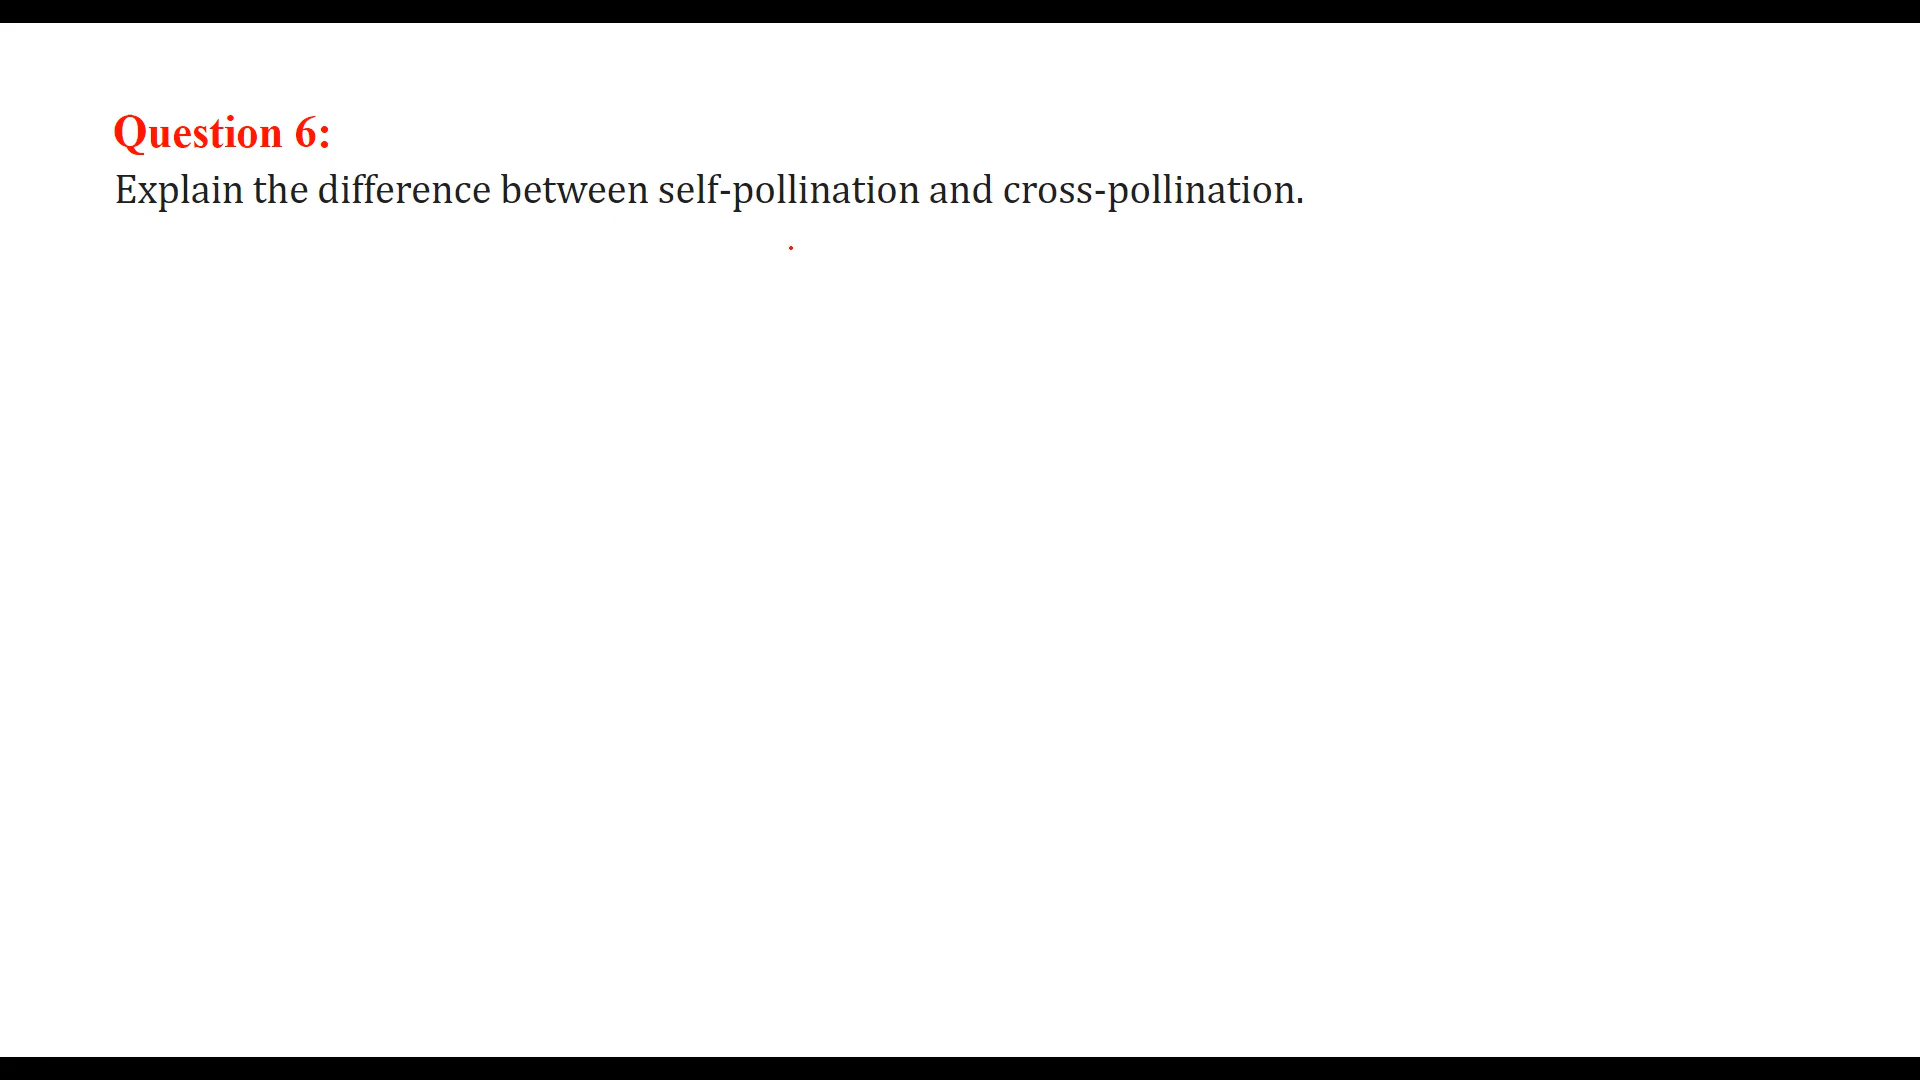 Question 6:
Explain the difference between self-pollination and cross-pollination.